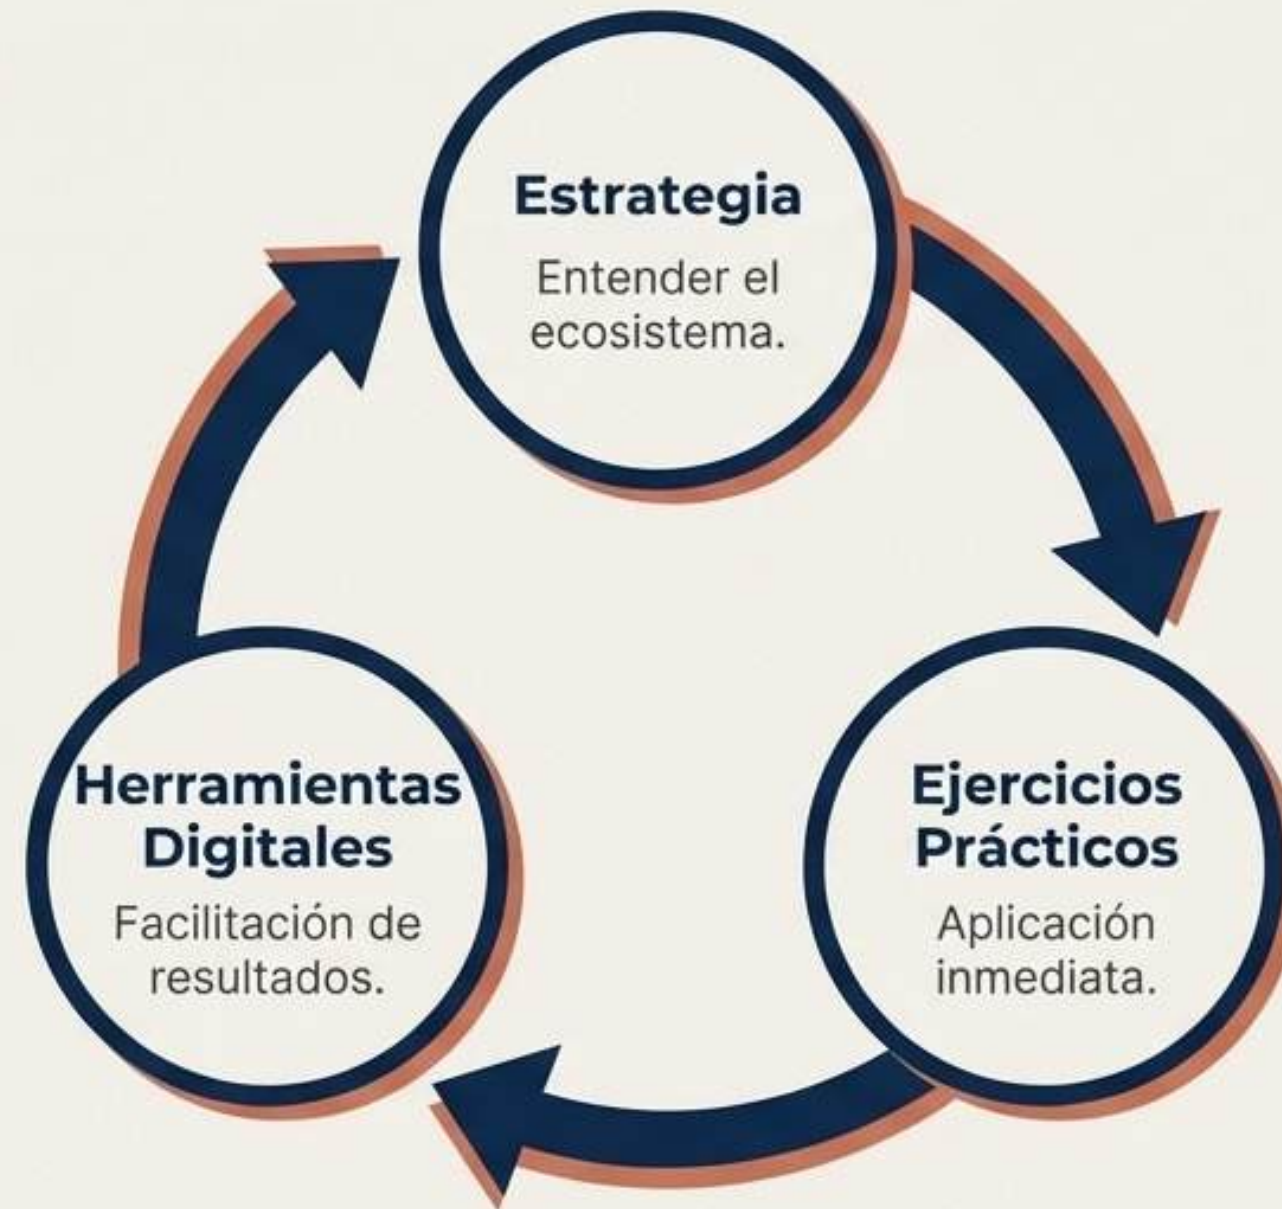 Estrategia
Entender el
ecosistema.
Herramientas
Digitales
Facilitación de
resultados.
Ejercicios
Prácticos
Aplicación
inmediata.